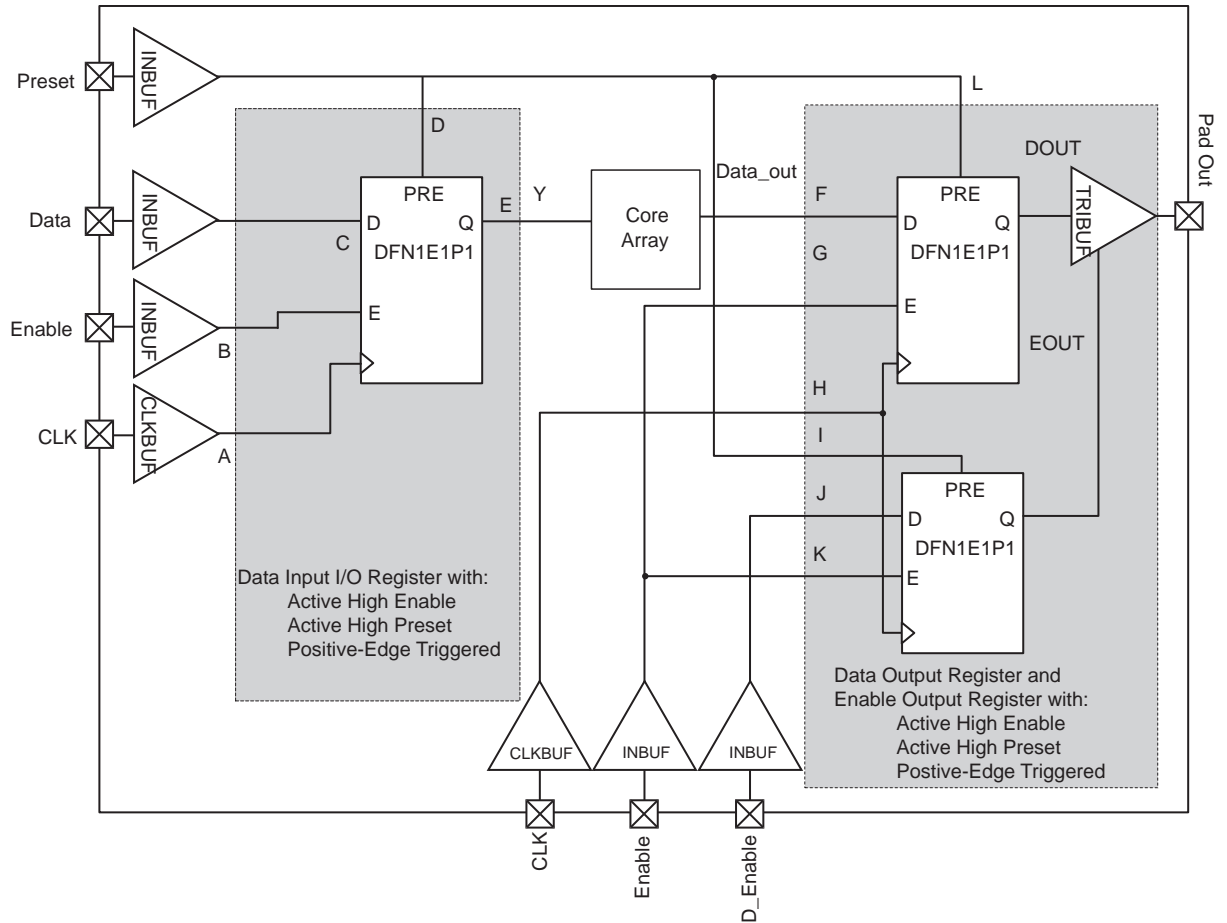 Preset
INBUF
L
D
Pad Out
DOUT
Data
INBUF
PRE
D
Q
C
DFN1E1P1
E
Y
Core
Array
Data_out
F
G
PRE
D
Q
DFN1E1P1
E
TRIBUF
Enable
INBUF
B
E
EOUT
CLK
CLKBUF
A
H
I
J
K
PRE
D
Q
DFN1E1P1
E
Data Input I/O Register with:
Active High Enable
Active High Preset
Positive-Edge Triggered
Data Output Register and
Enable Output Register with:
Active High Enable
Active High Preset
Postive-Edge Triggered
CLKBUF
INBUF
INBUF
CLK
Enable
D_Enable